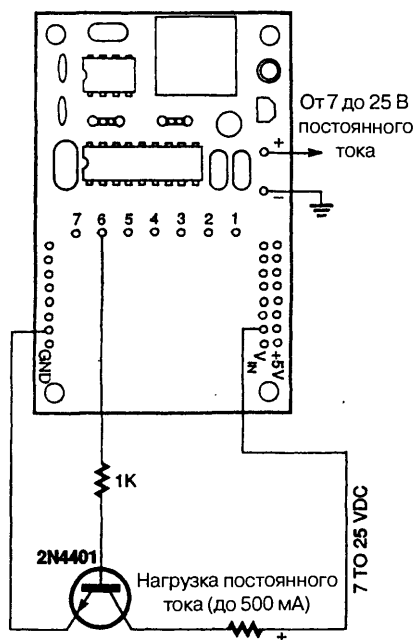 От 7 до 25 В
постоянного
тока
+
−
7 6 5 4 3 2 1
GND
VIN
+5V
1K
7 TO 25 VDC
2N4401
Нагрузка постоянного
тока (до 500 мА)
+